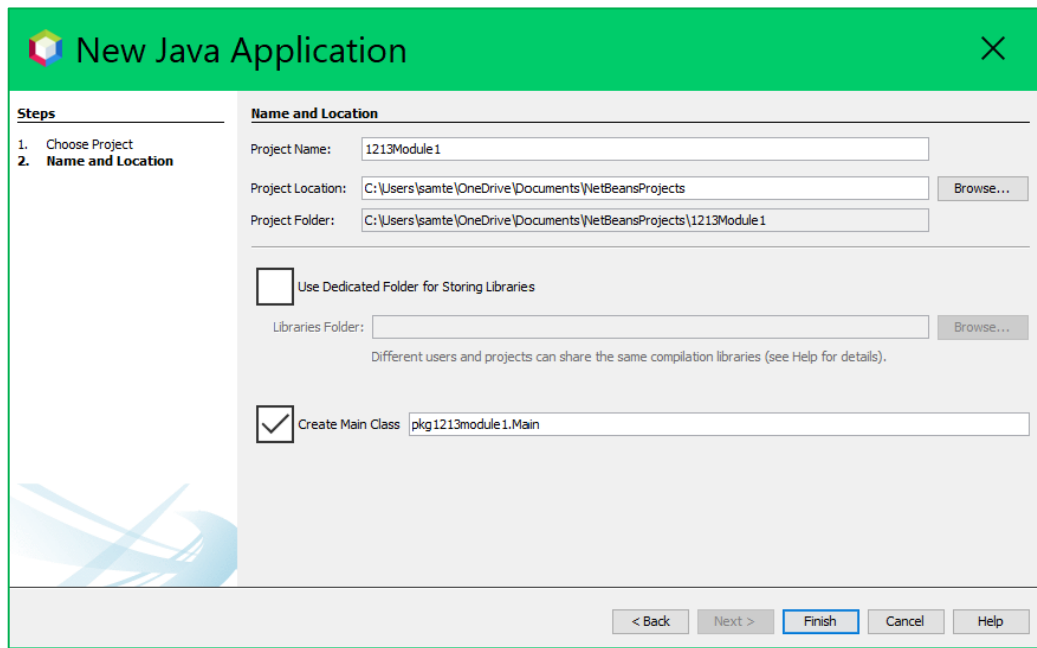 New Java Application
Steps
1. Choose Project
2. Name and Location
Name and Location
Project Name: 1213Module1
Project Location: C:\Users\samte\OneDrive\Documents\NetBeansProjects Browse...
Project Folder: C:\Users\samte\OneDrive\Documents\NetBeansProjects\1213Module1
Use Dedicated Folder for Storing Libraries
Libraries Folder: Browse...
Different users and projects can share the same compilation libraries (see Help for details).
Create Main Class pkg1213module1.Main
< Back Next > Finish Cancel Help